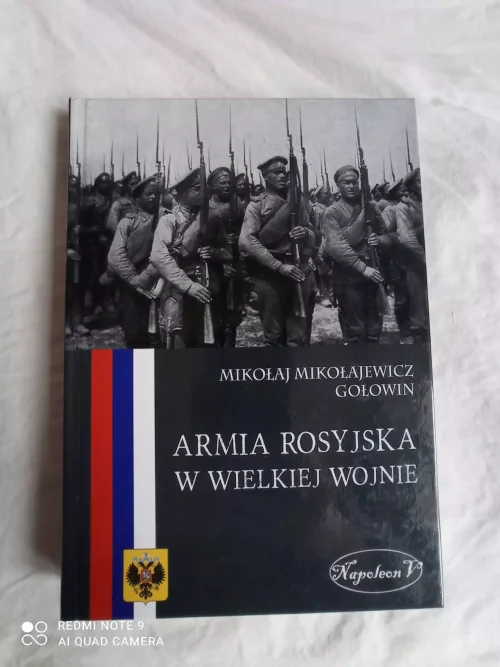 MIKOŁAJ MIKOŁAJEWICZ
GOŁOWIN
ARMIA ROSYJSKA
W WIELKIEJ WOJNIE
Napoleon V
REDMI NOTE 9
AI QUAD CAMERA